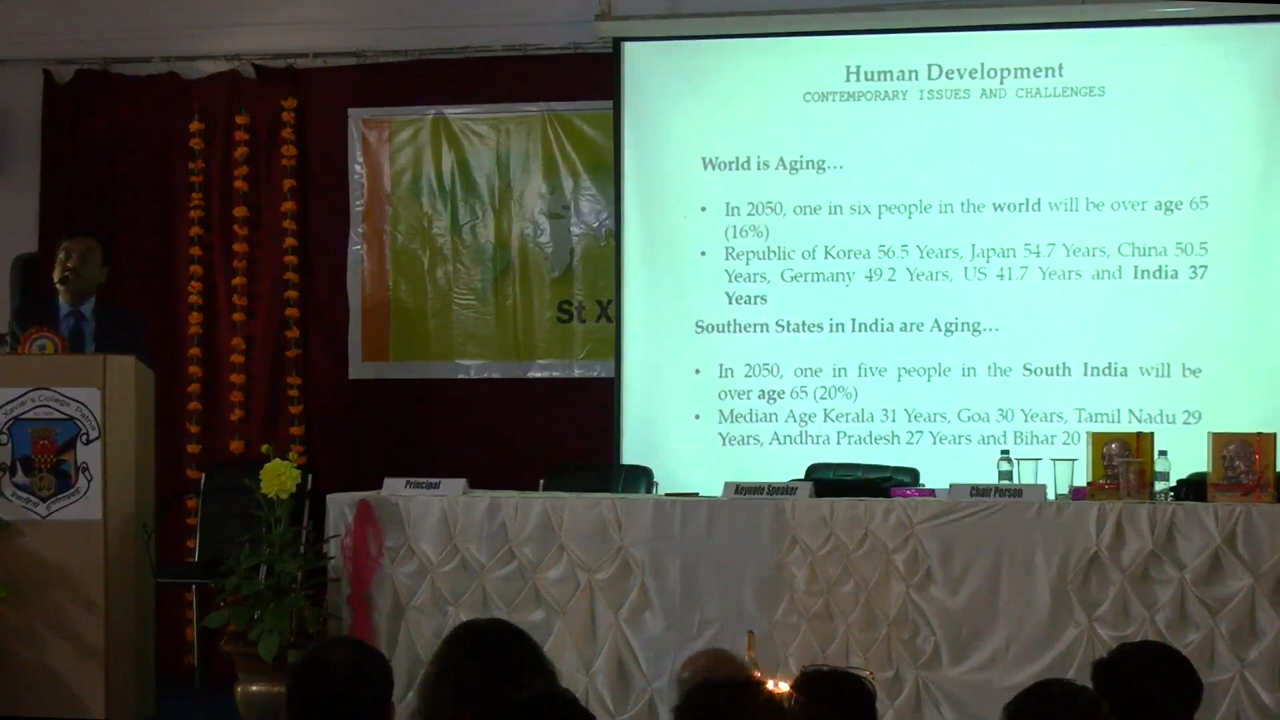 Human Development
CONTEMPORARY ISSUES AND CHALLENGES
World is Aging...
• In 2050, one in six people in the world will be over age 65
(16%)
• Republic of Korea 56.5 Years, Japan 54.7 Years, China 50.5
Years, Germany 49.2 Years, US 41.7 Years and India 37
Years
Southern States in India are Aging...
• In 2050, one in five people in the South India will be
over age 65 (20%)
• Median Age Kerala 31 Years, Goa 30 Years, Tamil Nadu 29
Years, Andhra Pradesh 27 Years and Bihar 20
St X
Principal
Keynote Speaker
Chair Person
Xavier's College, Patna